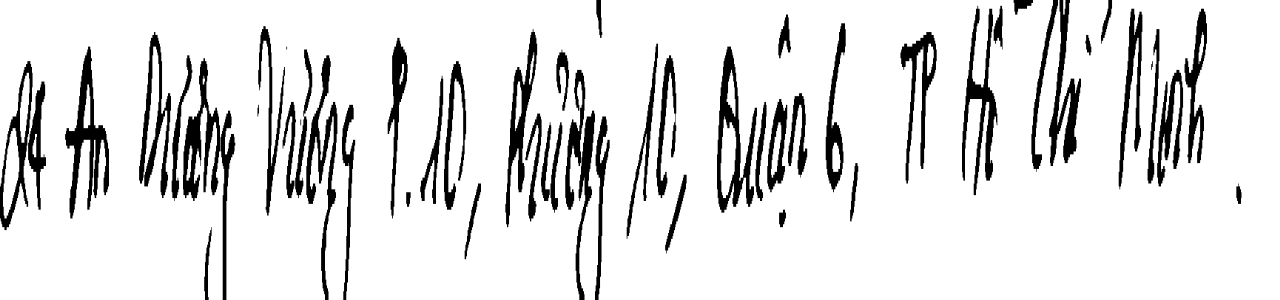 An Dương Vương P.10, Phường 10, Quận 6, TP Hồ Chí Minh.